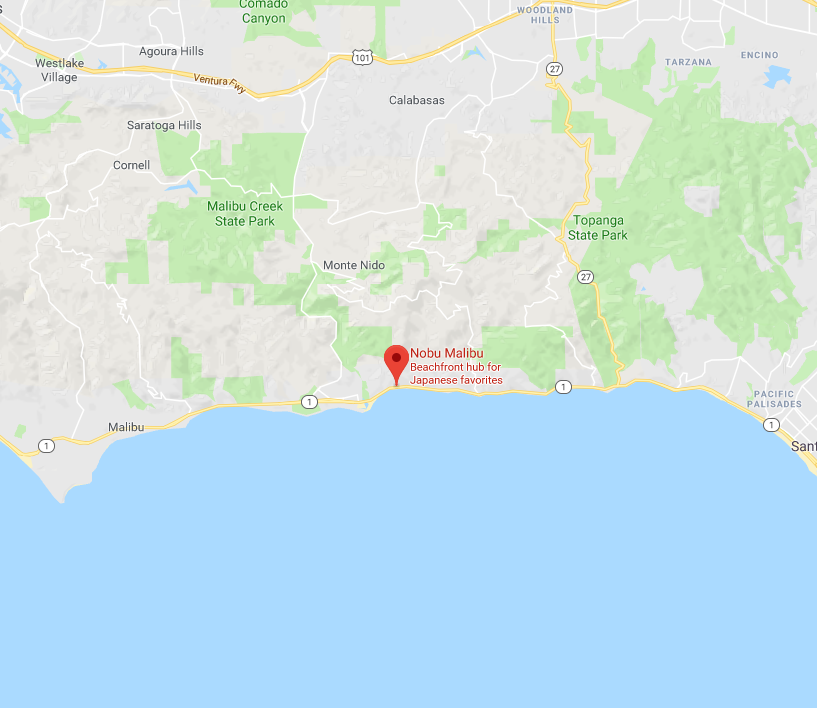 s
Comado
Canyon
WOODLAND
HILLS
Agoura Hills
101
ENCINO
Westlake
Village
TARZANA
27
Ventura Fwy
Calabasas
Saratoga Hills
Cornell
Malibu Creek
State Park
Topanga
State Park
Monte Nido
27
Nobu Malibu
Beachfront hub for
Japanese favorites
1
1
PACIFIC
PALISADES
Malibu
1
1
Sant